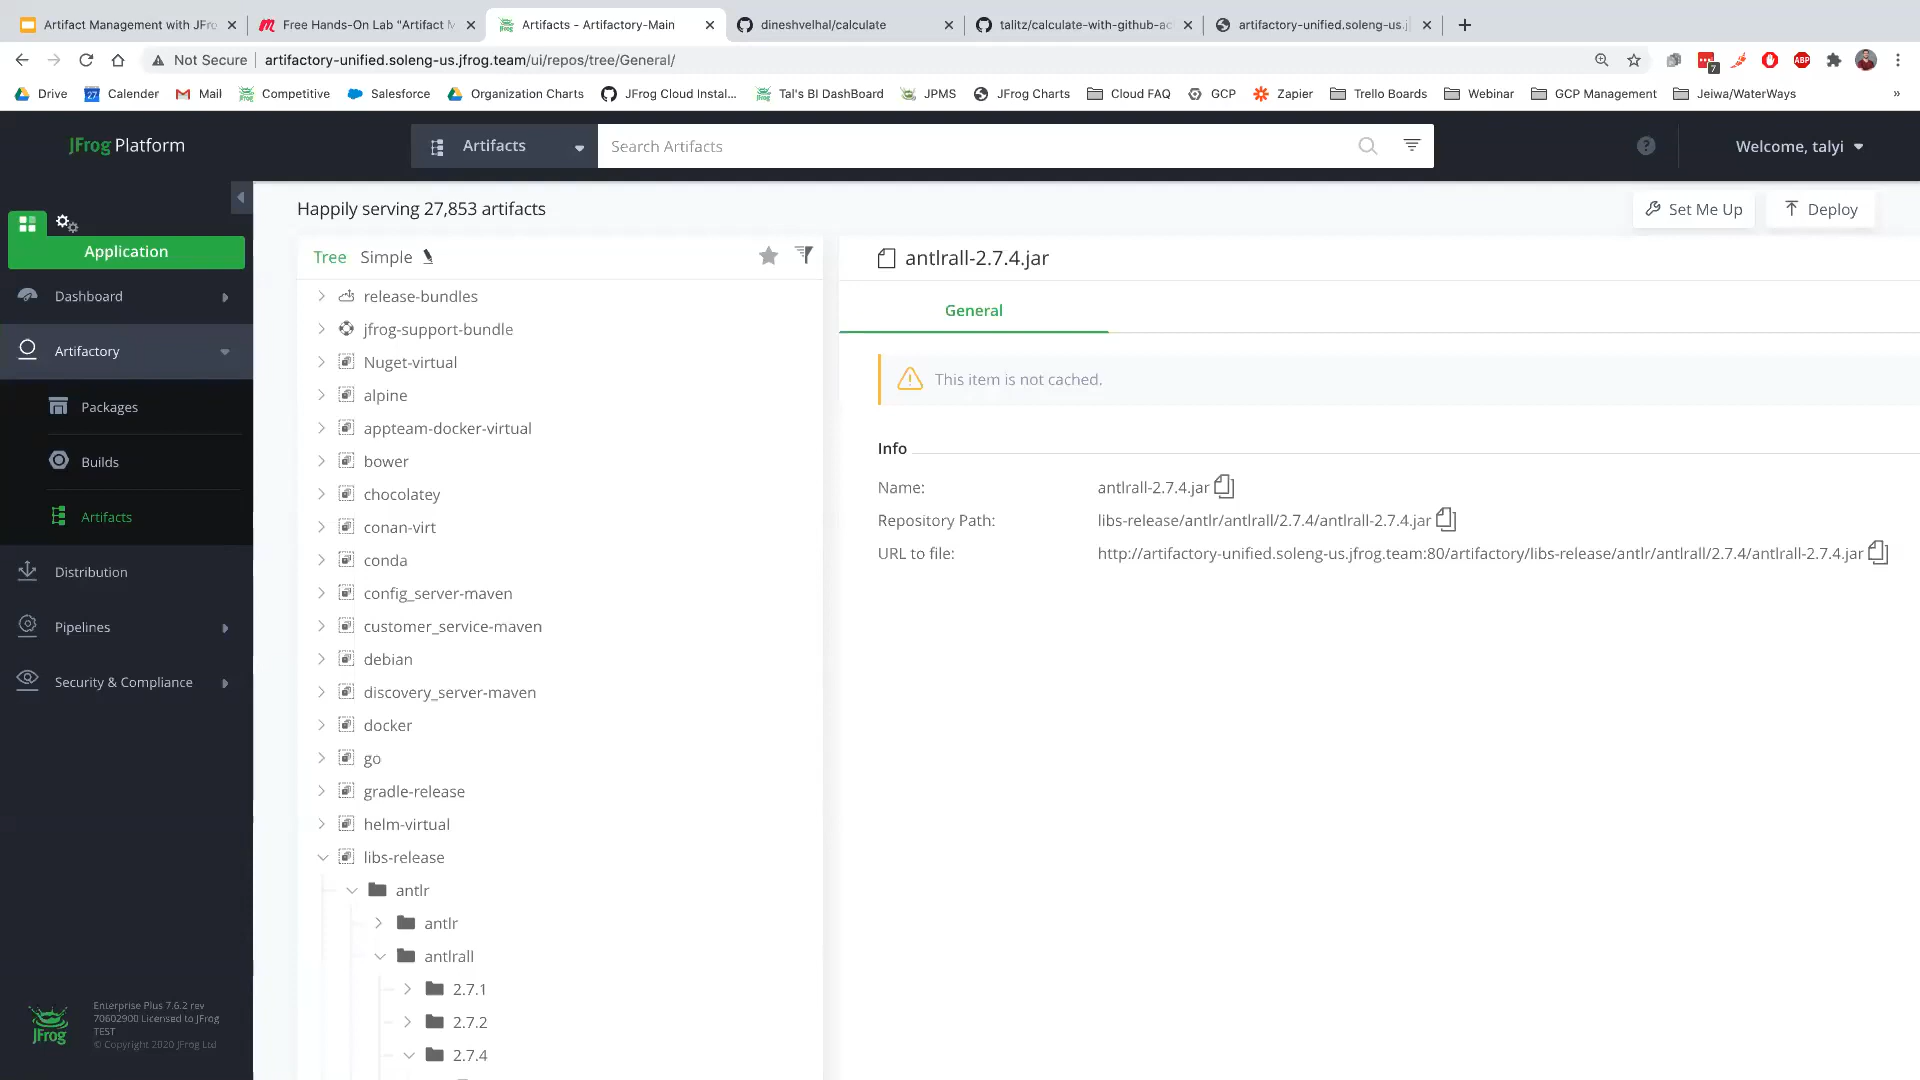 Artifact Management with JFro
Free Hands-On Lab "Artifact M
Artifacts - Artifactory-Main
dineshvelhal/calculate
talitz/calculate-with-github-ac
artifactory-unified.soleng-us.j
Not Secure
artifactory-unified.soleng-us.jfrog.team/ui/repos/tree/General/
7
ABP
Drive
27
Calender
Mail
Competitive
Salesforce
Organization Charts
JFrog Cloud Instal...
Tal's BI DashBoard
JPMS
JFrog Charts
Cloud FAQ
GCP
Zapier
Trello Boards
Webinar
GCP Management
Jeiwa/WaterWays
»
JFrog Platform
Artifacts
Search Artifacts
?
Welcome, talyi
Happily serving 27,853 artifacts
Set Me Up
Deploy
Application
Dashboard
Artifactory
Packages
Builds
Artifacts
Distribution
Pipelines
Security & Compliance
Tree
Simple
release-bundles
jfrog-support-bundle
Nuget-virtual
alpine
appteam-docker-virtual
bower
chocolatey
conan-virt
conda
config_server-maven
customer_service-maven
debian
discovery_server-maven
docker
go
gradle-release
helm-virtual
libs-release
antlr
antlr
antlrall
2.7.1
2.7.2
2.7.4
antlrall-2.7.4.jar
General
This item is not cached.
Info
Name: antlrall-2.7.4.jar
Repository Path: libs-release/antlr/antlrall/2.7.4/antlrall-2.7.4.jar
URL to file: http://artifactory-unified.soleng-us.jfrog.team:80/artifactory/libs-release/antlr/antlrall/2.7.4/antlrall-2.7.4.jar
JFrog
Enterprise Plus 7.6.2 rev
70602900 Licensed to JFrog
TEST
© Copyright 2020 JFrog Ltd